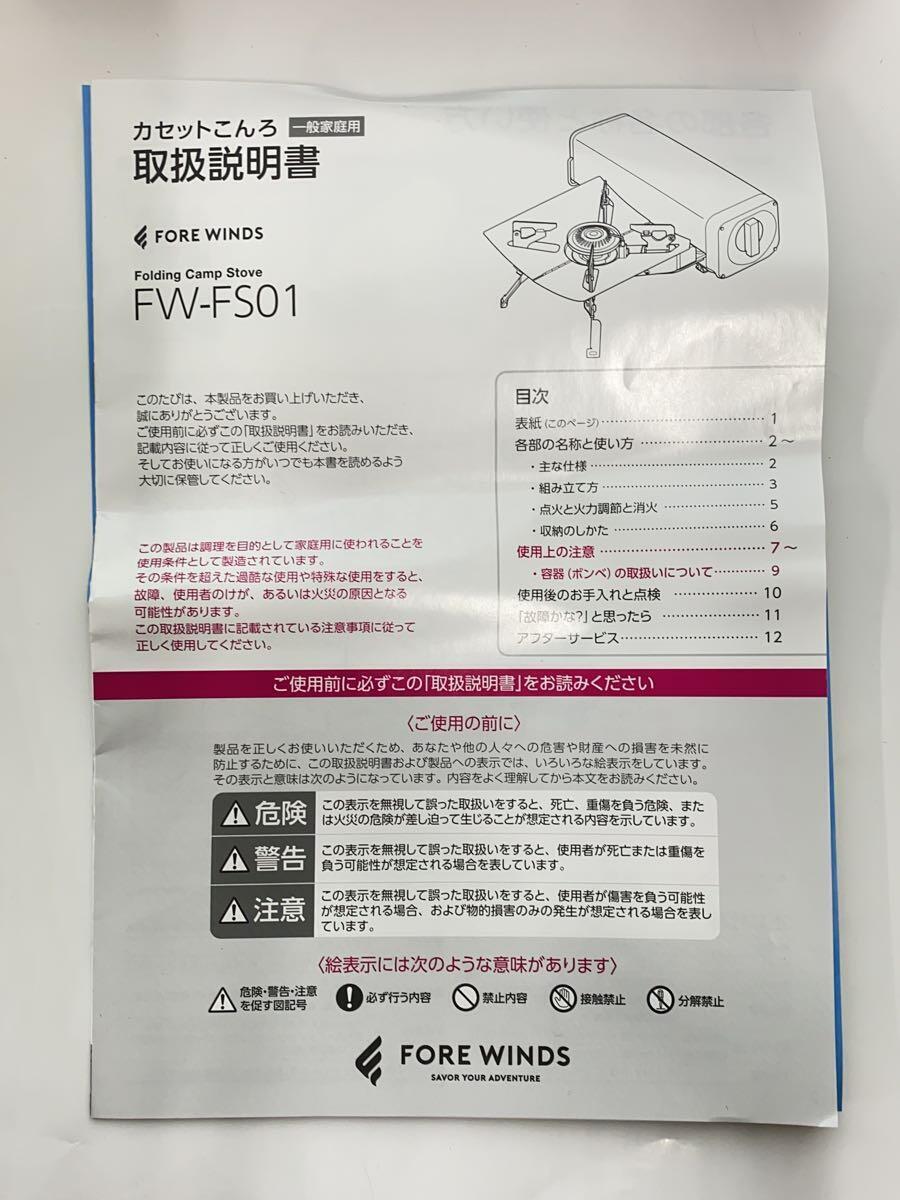 カセットこんろ 一般家庭用
取扱説明書
FORE WINDS
Folding Camp Stove
FW-FS01
このたびは、本製品をお買い上げいただき、
誠にありがとうございます。
ご使用前に必ずこの「取扱説明書」をお読みいただき、
記載内容に従って正しくご使用ください。
そしてお使いになる方がいつでも本書を読めるよう
大切に保管してください。
この製品は調理を目的として家庭用に使われることを
使用条件として製造されています。
その条件を超えた過酷な使用や特殊な使用をすると、
故障、使用者のけが、あるいは火災の原因となる
可能性があります。
この取扱説明書に記載されている注意事項に従って
正しく使用してください。
目次
表紙(このページ)…………………… 1
各部の名称と使い方 ………………… 2～
・主な仕様 …………………… 2
・組み立て方 …………………… 3
・点火と火力調節と消火 ………… 5
・収納のしかた …………………… 6
使用上の注意 …………………… 7～
・容器(ボンベ)の取扱いについて ……… 9
使用後のお手入れと点検 ………… 10
「故障かな?」と思ったら ………… 11
アフターサービス ………………… 12
ご使用前に必ずこの「取扱説明書」をお読みください
〈ご使用の前に〉
製品を正しくお使いいただくため、あなたや他の人々への危害や財産への損害を未然に
防止するために、この取扱説明書および製品への表示では、いろいろな絵表示をしています。
その表示と意味は次のようになっています。内容をよく理解してから本文をお読みください。
危険
この表示を無視して誤った取扱いをすると、死亡、重傷を負う危険、また
は火災の危険が差し迫って生じることが想定される内容を示しています。
警告
この表示を無視して誤った取扱いをすると、使用者が死亡または重傷を
負う可能性が想定される場合を表しています。
注意
この表示を無視して誤った取扱いをすると、使用者が傷害を負う可能性
が想定される場合、および物的損害のみの発生が想定される場合を表し
ています。
〈絵表示には次のような意味があります〉
危険・警告・注意
を促す図記号
必ず行う内容
禁止内容
接触禁止
分解禁止
FORE WINDS
SAVOR YOUR ADVENTURE